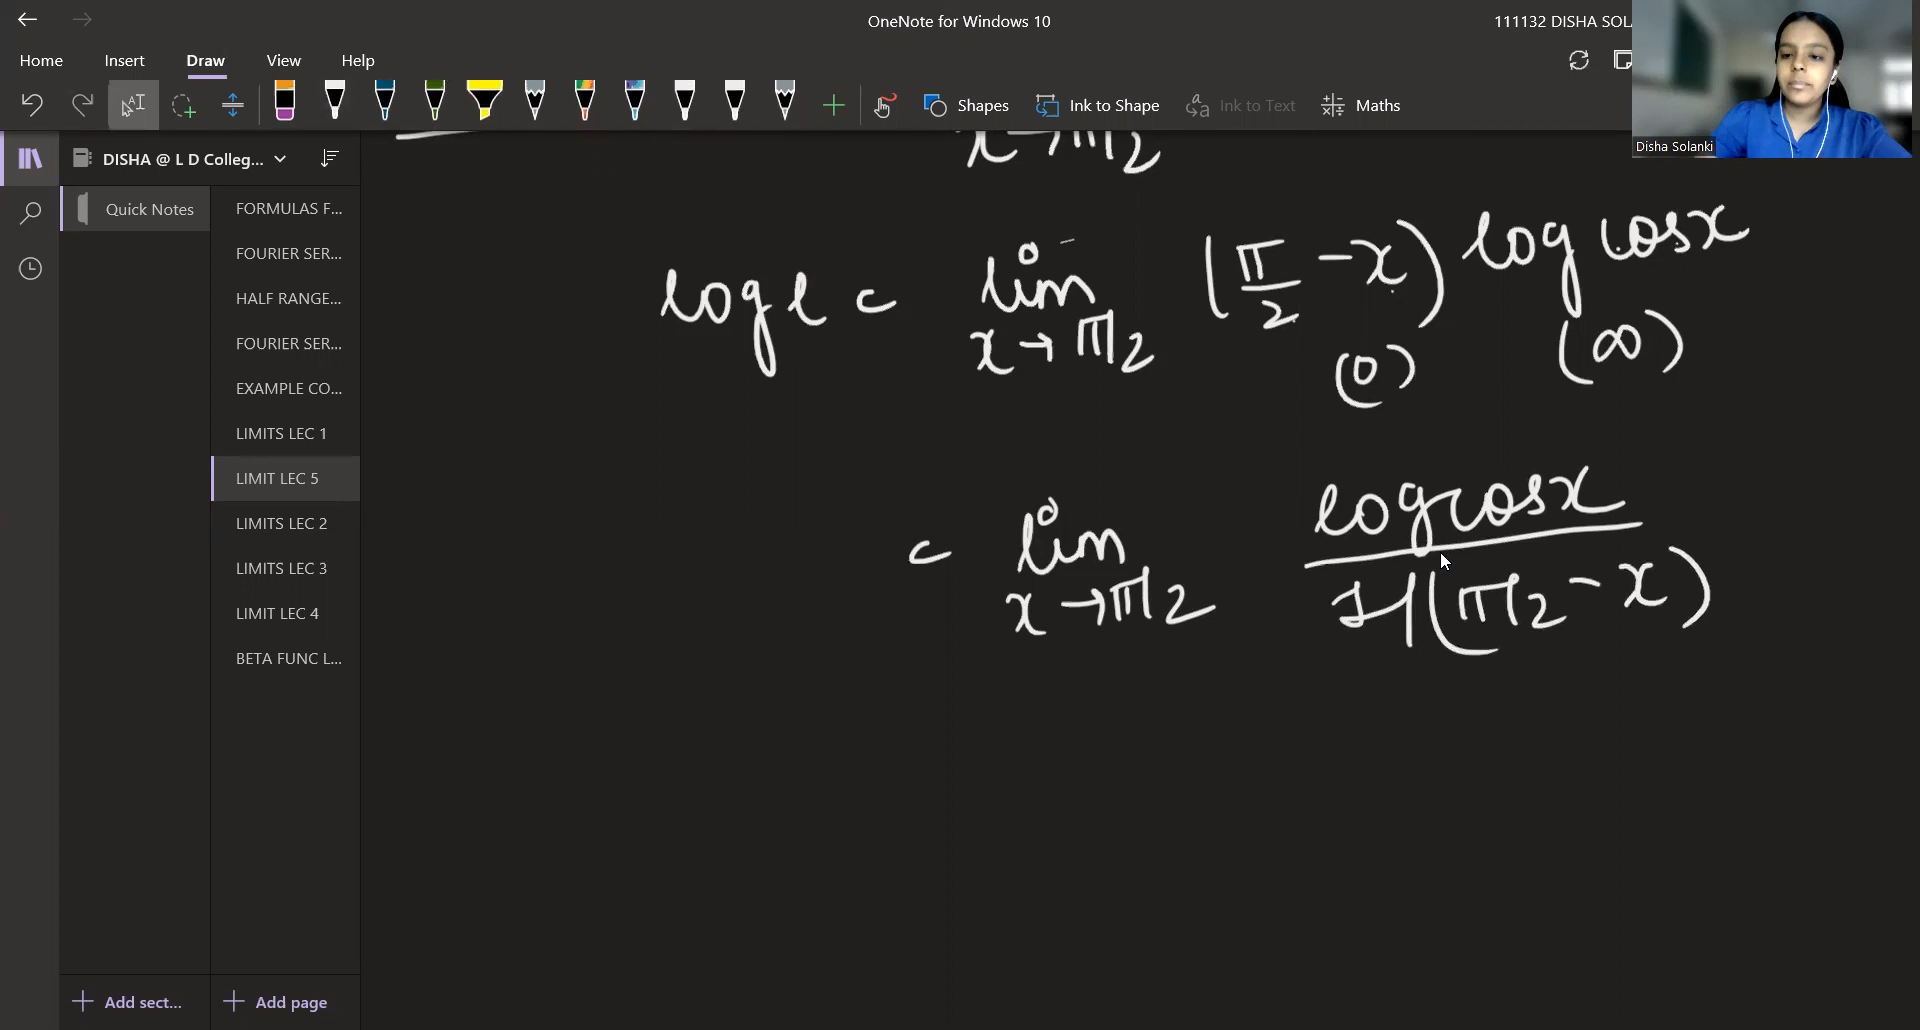 OneNote for Windows 10
111132 DISHA SOLA
Home Insert Draw View Help
Shapes Ink to Shape Ink to Text Maths
Disha Solanki
DISHA @ L D Colleg...
Quick Notes
FORMULAS F...
FOURIER SER...
HALF RANGE...
FOURIER SER...
EXAMPLE CO...
LIMITS LEC 1
LIMIT LEC 5
LIMITS LEC 2
LIMITS LEC 3
LIMIT LEC 4
BETA FUNC L...
Add sect...
Add page
x → π/2
log l = lim x → π/2 (π/2 − x) log cos x
(0) (∞)
= lim x → π/2 log cos x / 1/(π/2 − x)